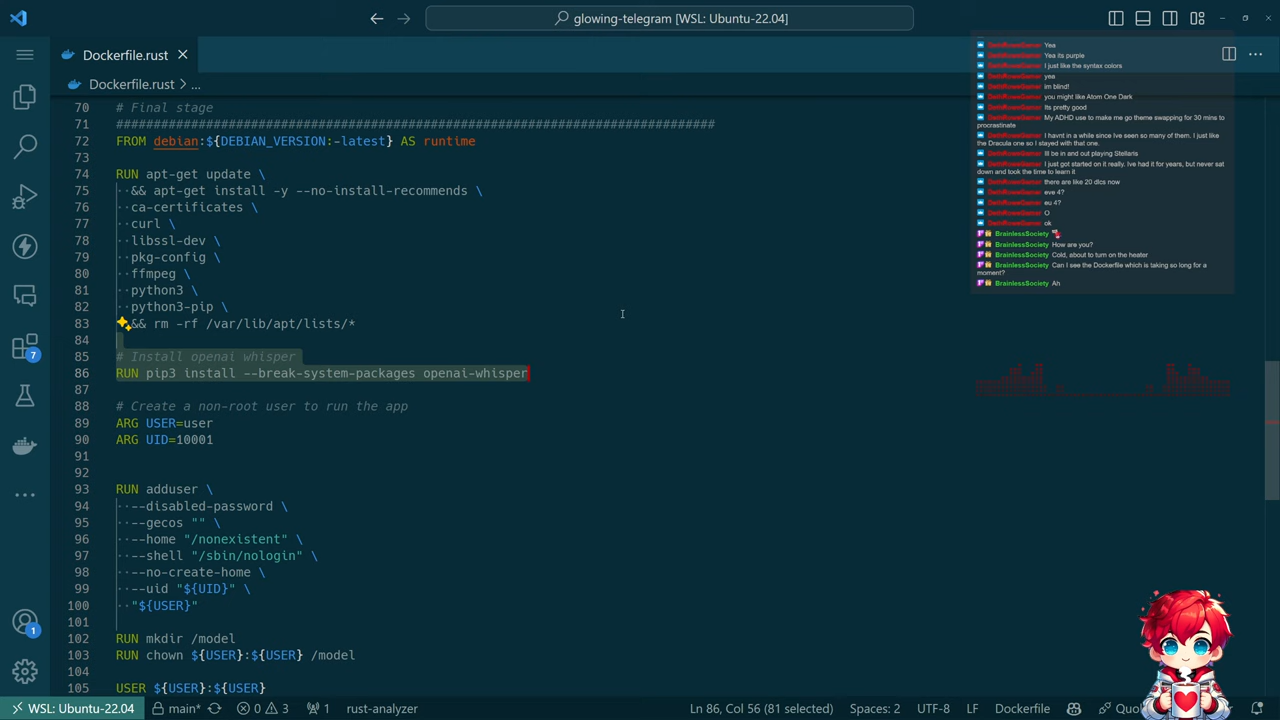 glowing-telegram [WSL: Ubuntu-22.04]
Dockerfile.rust
Dockerfile.rust > ...
70 # Final stage
71 ################################################################################
72 FROM debian:${DEBIAN_VERSION:-latest} AS runtime
73
74 RUN apt-get update \
75 && apt-get install -y --no-install-recommends \
76 ca-certificates \
77 curl \
78 libssl-dev \
79 pkg-config \
80 ffmpeg \
81 python3 \
82 python3-pip \
83 && rm -rf /var/lib/apt/lists/*
84
85 # Install openai whisper
86 RUN pip3 install --break-system-packages openai-whisper
87
88 # Create a non-root user to run the app
89 ARG USER=user
90 ARG UID=10001
91
92
93 RUN adduser \
94 --disabled-password \
95 --gecos "" \
96 --home "/nonexistent" \
97 --shell "/sbin/nologin" \
98 --no-create-home \
99 --uid "${UID}" \
100 "${USER}"
101
102 RUN mkdir /model
103 RUN chown ${USER}:${USER} /model
104
105 USER ${USER}:${USER}
Yea
Yea its purple
I just like the syntax colors
yea
im blind!
you might like Atom One Dark
Its pretty good
My ADHD use to make me go theme swapping for 30 mins to
procrastinate
I havnt in a while since Ive seen so many of them. I just like
the Dracula one so I stayed with that one.
Ill be in and out playing Stellaris
I just got started on it really. Ive had it for years, but never sat
down and took the time to learn it
there are like 20 dlcs now
eve 4?
eu 4?
O
ok
BrainlessSociety
BrainlessSociety How are you?
BrainlessSociety Cold, about to turn on the heater
BrainlessSociety Can I see the Dockerfile which is taking so long for a
moment?
BrainlessSociety Ah
7
1
WSL: Ubuntu-22.04 main* 0 3 1 rust-analyzer Ln 86, Col 56 (81 selected) Spaces: 2 UTF-8 LF Dockerfile Quo